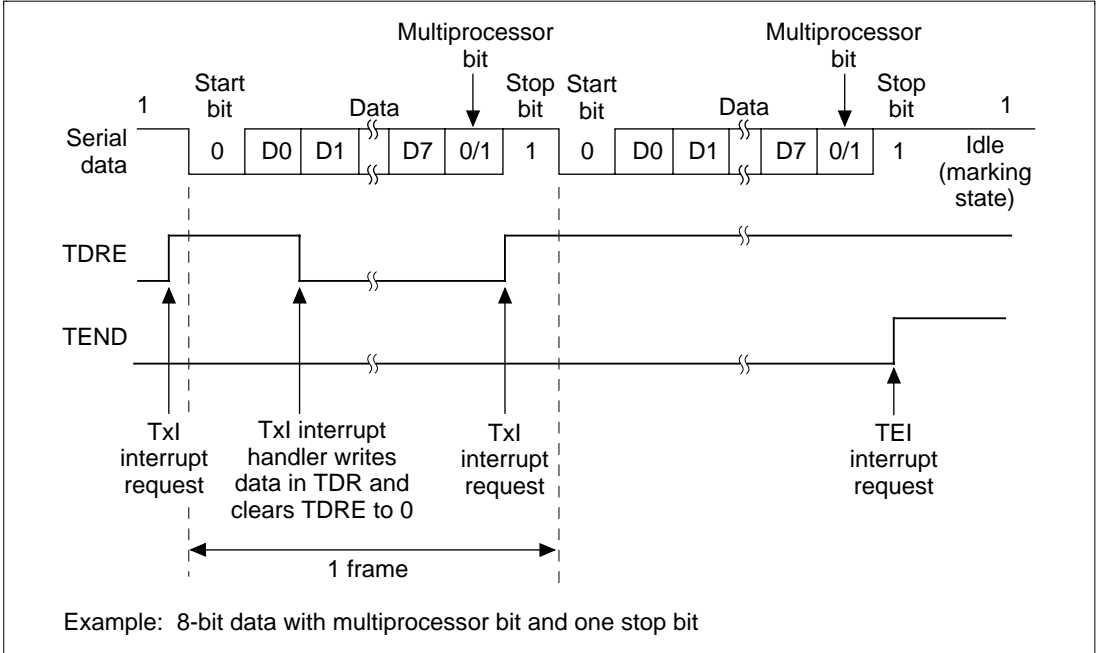 Multiprocessor
bit
Multiprocessor
bit
1
Start
bit
Data
Stop
bit
Start
bit
Data
Stop
bit
1
Serial
data
0
D0
D1
D7
0/1
1
0
D0
D1
D7
0/1
1
Idle
(marking
state)
TDRE
TEND
TxI
interrupt
request
TxI interrupt
handler writes
data in TDR and
clears TDRE to 0
TxI
interrupt
request
TEI
interrupt
request
1 frame
Example: 8-bit data with multiprocessor bit and one stop bit